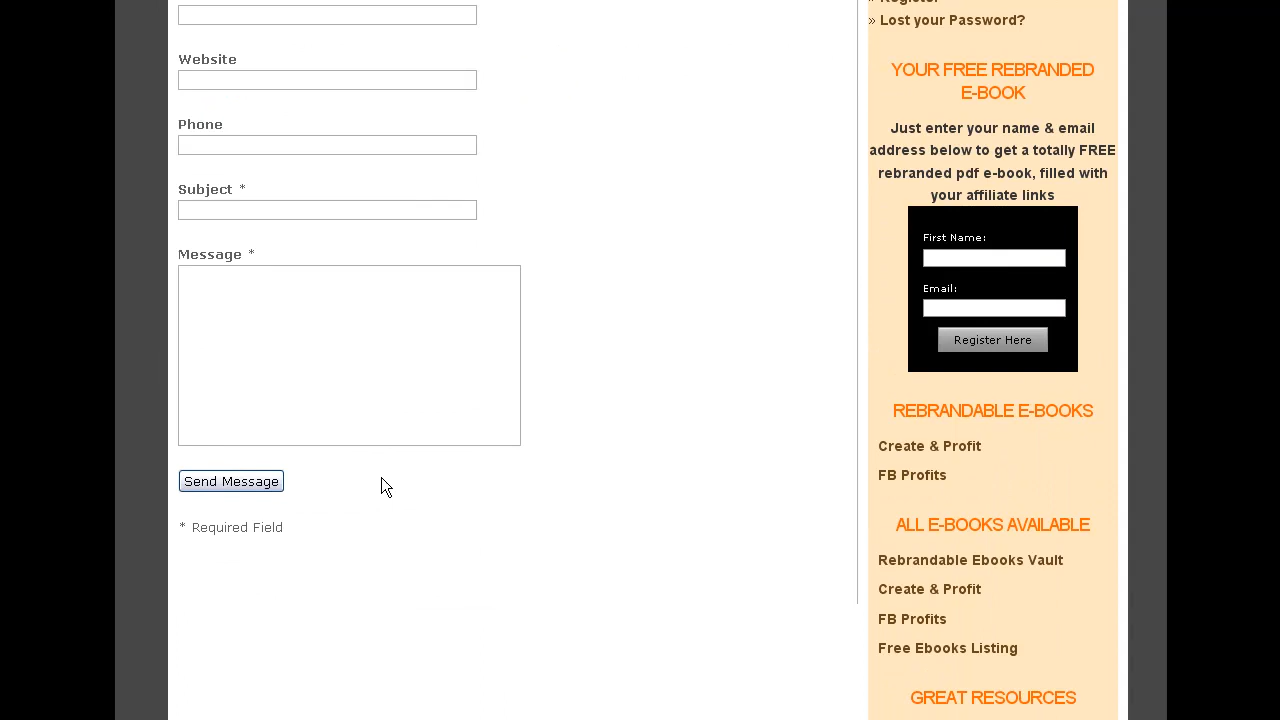 Website
Phone
Subject *
Message *
Send Message
* Required Field
» Register
» Lost your Password?
YOUR FREE REBRANDED
E-BOOK
Just enter your name & email
address below to get a totally FREE
rebranded pdf e-book, filled with
your affiliate links
First Name:
Email:
Register Here
REBRANDABLE E-BOOKS
Create & Profit
FB Profits
ALL E-BOOKS AVAILABLE
Rebrandable Ebooks Vault
Create & Profit
FB Profits
Free Ebooks Listing
GREAT RESOURCES